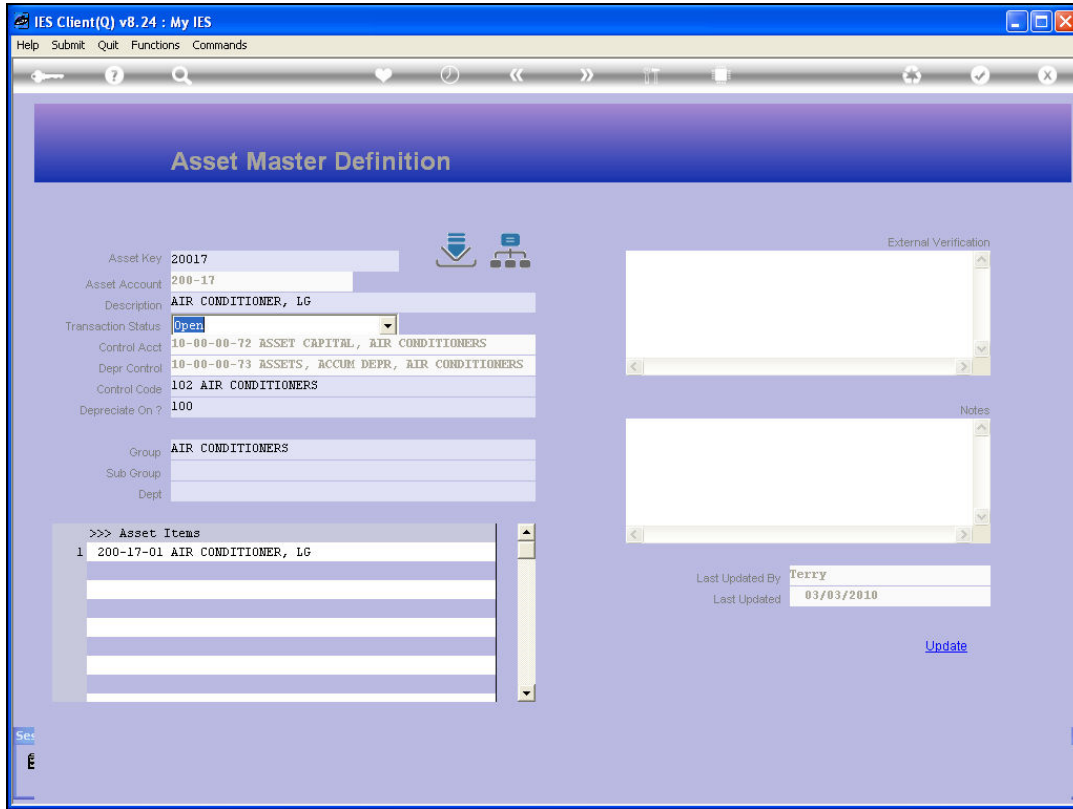 IES Client(Q) v8.24 : My IES
Help Submit Quit Functions Commands
Asset Master Definition
Asset Key 20017
Asset Account 200-17
Description AIR CONDITIONER, LG
Transaction Status Open
Control Acct 10-00-00-72 ASSET CAPITAL, AIR CONDITIONERS
Depr Control 10-00-00-73 ASSETS, ACCUM DEPR, AIR CONDITIONERS
Control Code 102 AIR CONDITIONERS
Depreciate On ? 100
Group AIR CONDITIONERS
Sub Group
Dept
>>> Asset Items
1 200-17-01 AIR CONDITIONER, LG
External Verification
Notes
Last Updated By Terry
Last Updated 03/03/2010
Update
Ses